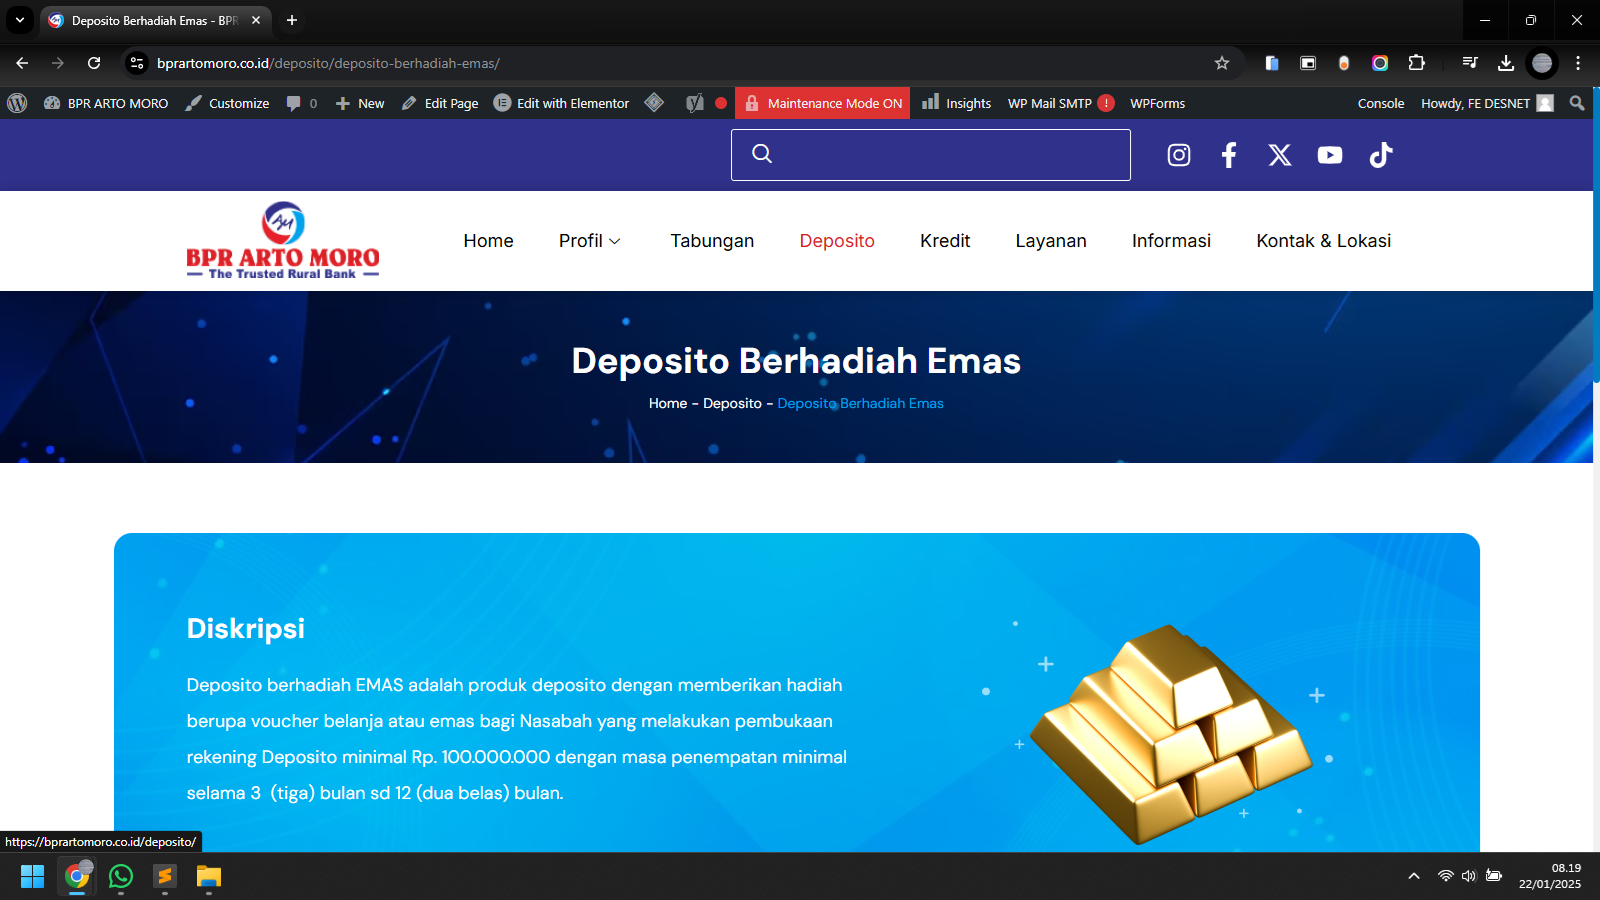 Deposito Berhadiah Emas - BPR
bprartomoro.co.id/deposito/deposito-berhadiah-emas/
BPR ARTO MORO Customize 0 New Edit Page Edit with Elementor Maintenance Mode ON Insights WP Mail SMTP ! WPForms Console Howdy, FE DESNET
AM
BPR ARTO MORO
The Trusted Rural Bank
Home Profil Tabungan Deposito Kredit Layanan Informasi Kontak & Lokasi
Deposito Berhadiah Emas
Home - Deposito - Deposito Berhadiah Emas
Diskripsi
Deposito berhadiah EMAS adalah produk deposito dengan memberikan hadiah
berupa voucher belanja atau emas bagi Nasabah yang melakukan pembukaan
rekening Deposito minimal Rp. 100.000.000 dengan masa penempatan minimal
selama 3 (tiga) bulan sd 12 (dua belas) bulan.
https://bprartomoro.co.id/deposito/
08.19
22/01/2025